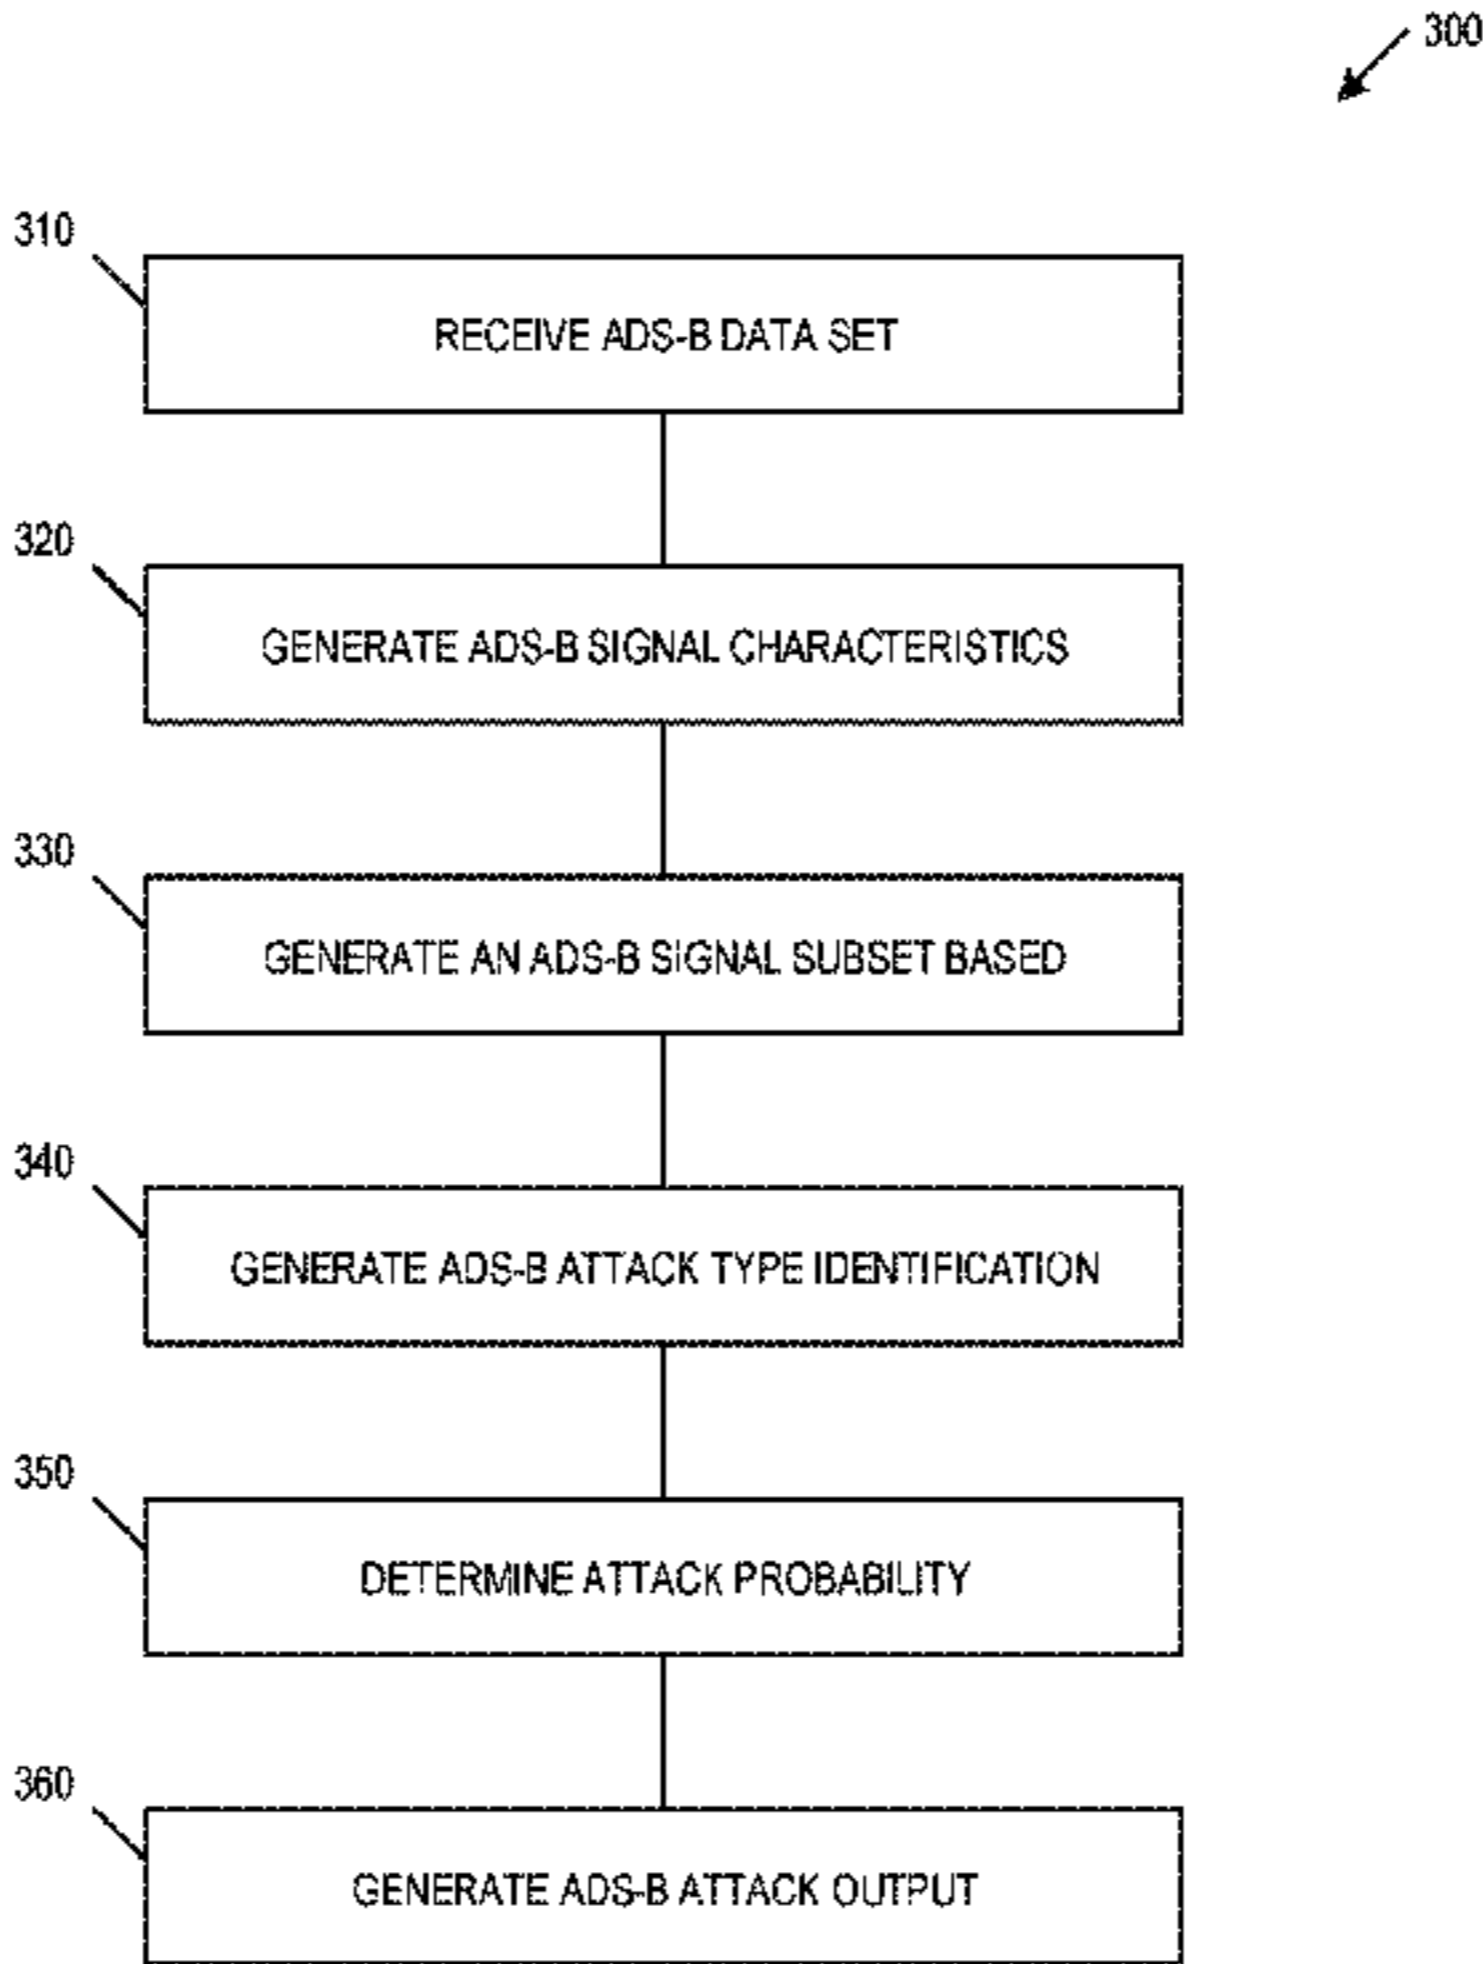 300
310
RECEIVE ADS-B DATA SET
320
GENERATE ADS-B SIGNAL CHARACTERISTICS
330
GENERATE AN ADS-B SIGNAL SUBSET BASED
340
GENERATE ADS-B ATTACK TYPE IDENTIFICATION
350
DETERMINE ATTACK PROBABILITY
360
GENERATE ADS-B ATTACK OUTPUT